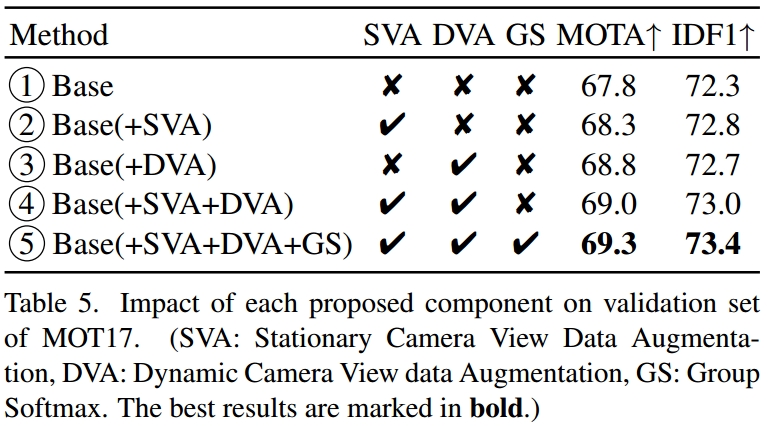 Method SVA DVA GS MOTA↑ IDF1↑
① Base ✘ ✘ ✘ 67.8 72.3
② Base(+SVA) ✔ ✘ ✘ 68.3 72.8
③ Base(+DVA) ✘ ✔ ✘ 68.8 72.7
④ Base(+SVA+DVA) ✔ ✔ ✘ 69.0 73.0
⑤ Base(+SVA+DVA+GS) ✔ ✔ ✔ 69.3 73.4
Table 5. Impact of each proposed component on validation set
of MOT17. (SVA: Stationary Camera View Data Augmenta-
tion, DVA: Dynamic Camera View data Augmentation, GS: Group
Softmax. The best results are marked in bold.)